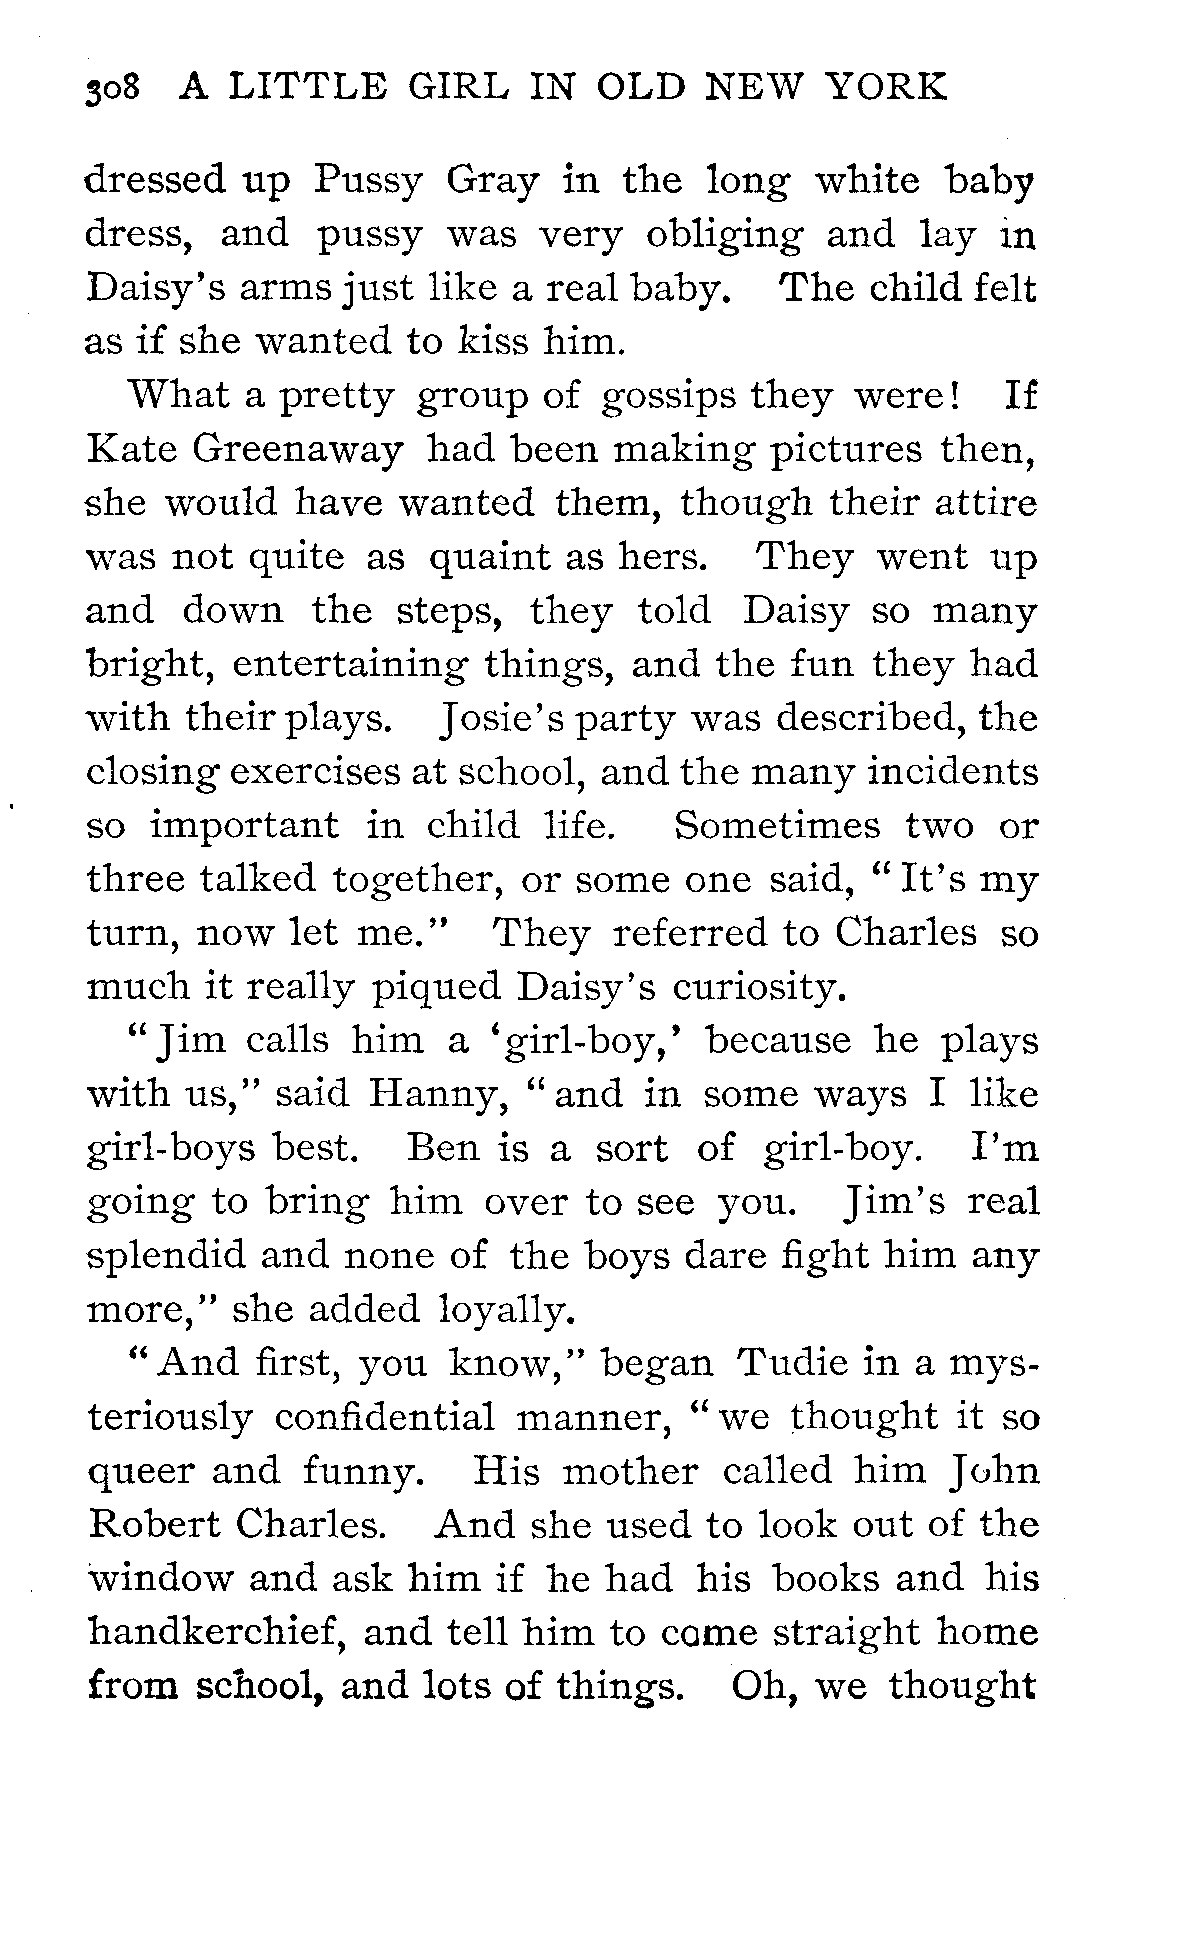 308 A LITTLE GIRL IN OLD NEW YORK
dressed up Pussy Gray in the long white baby
dress, and pussy was very obliging and lay in
Daisy's arms just like a real baby. The child felt
as if she wanted to kiss him.
What a pretty group of gossips they were! If
Kate Greenaway had been making pictures then,
she would have wanted them, though their attire
was not quite as quaint as hers. They went up
and down the steps, they told Daisy so many
bright, entertaining things, and the fun they had
with their plays. Josie's party was described, the
closing exercises at school, and the many incidents
so important in child life. Sometimes two or
three talked together, or some one said, "It's my
turn, now let me." They referred to Charles so
much it really piqued Daisy's curiosity.
"Jim calls him a 'girl-boy,' because he plays
with us," said Hanny, "and in some ways I like
girl-boys best. Ben is a sort of girl-boy. I'm
going to bring him over to see you. Jim's real
splendid and none of the boys dare fight him any
more," she added loyally.
"And first, you know," began Tudie in a mys-
teriously confidential manner, "we thought it so
queer and funny. His mother called him John
Robert Charles. And she used to look out of the
window and ask him if he had his books and his
handkerchief, and tell him to come straight home
from school, and lots of things. Oh, we thought